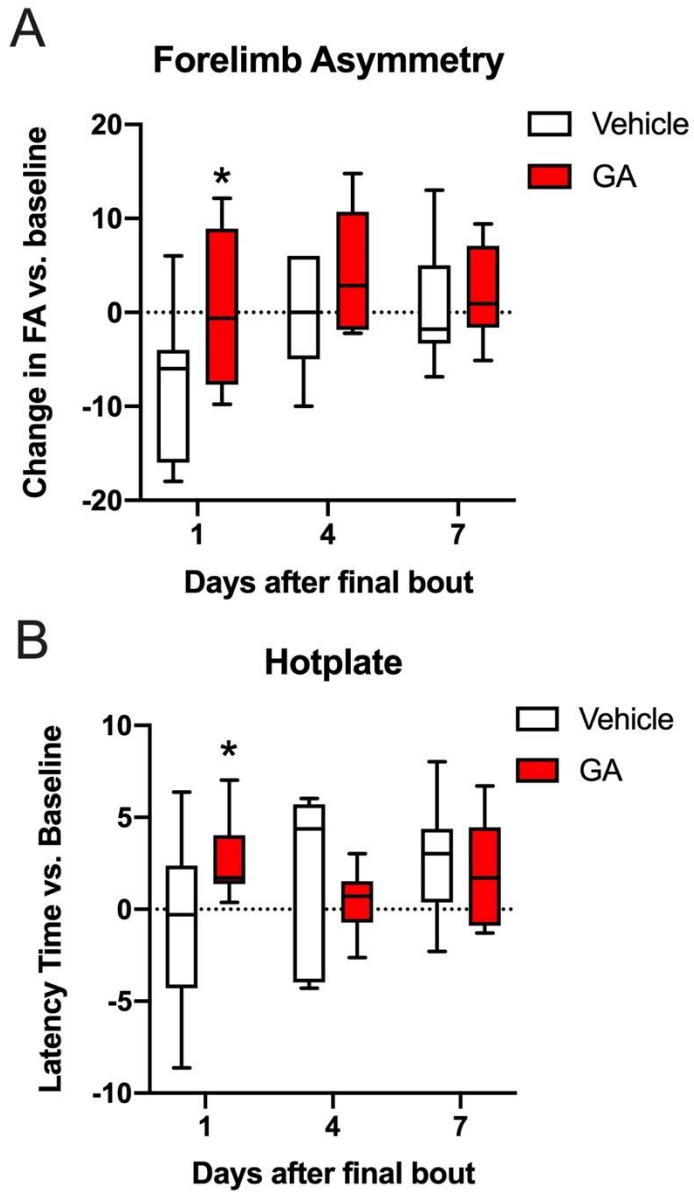 A
Forelimb Asymmetry
Change in FA vs. baseline
20
10
0
-10
-20
*
Vehicle
GA
1 4 7
Days after final bout
B
Hotplate
Latency Time vs. Baseline
10
5
0
-5
-10
*
Vehicle
GA
1 4 7
Days after final bout